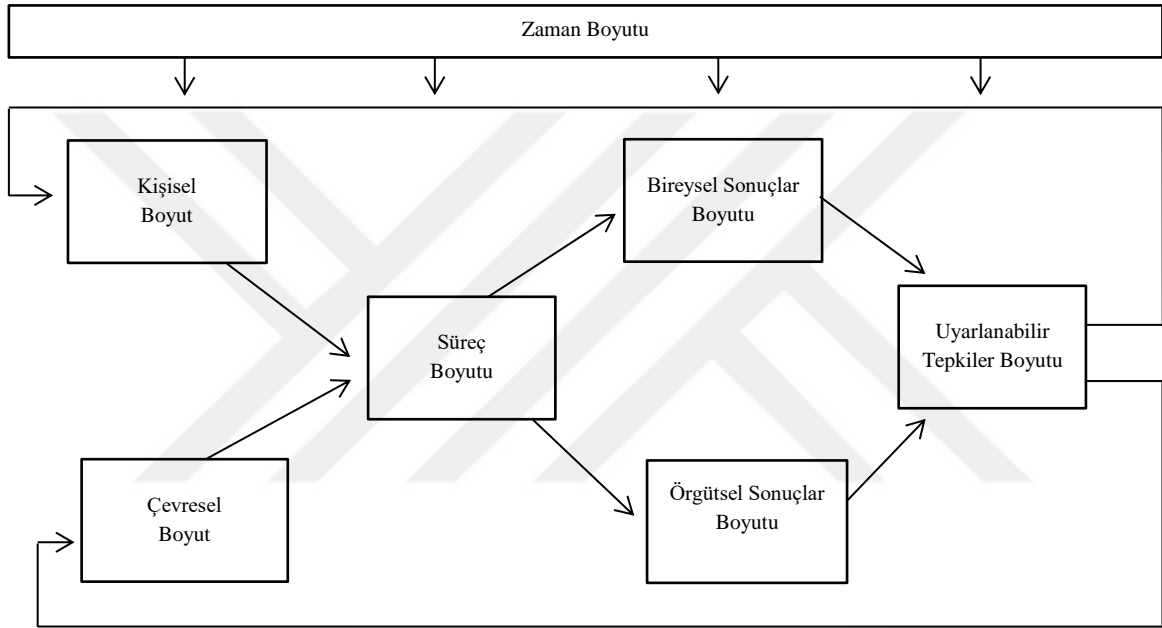 Zaman Boyutu
Kişisel
Boyut
Bireysel Sonuçlar
Boyutu
Süreç
Boyutu
Uyarlanabilir
Tepkiler Boyutu
Çevresel
Boyut
Örgütsel Sonuçlar
Boyutu